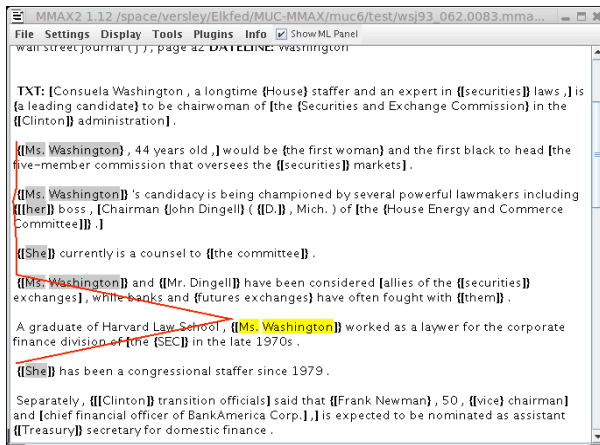 MMAX2 1.12 /space/versley/Elkfed/MUC-MMAX/muc6/test/wsj93_062.0083.mma...
File Settings Display Tools Plugins Info Show ML Panel
wall street journal ( j ) , page a2 DATELINE: Washington
TXT: [Consuela Washington , a longtime {House} staffer and an expert in {[securities]} laws ,] is
{a leading candidate} to be chairwoman of [the {Securities and Exchange Commission} in the
{[Clinton]} administration] .
{[Ms. Washington} , 44 years old ,] would be {the first woman} and the first black to head [the
five-member commission that oversees the {[securities]} markets] .
{[Ms. Washington]} 's candidacy is being championed by several powerful lawmakers including
{[[her]} boss , [Chairman {John Dingell} ( {[D.]} , Mich. ) of [the {House Energy and Commerce
Committee]]} .]
{[She]} currently is a counsel to {[the committee]} .
{[Ms. Washington]} and {[Mr. Dingell]} have been considered [allies of the {[securities]}
exchanges] , while banks and {futures exchanges} have often fought with {[them]} .
A graduate of Harvard Law School , {[Ms. Washington]} worked as a laywer for the corporate
finance division of [the {SEC]} in the late 1970s .
{[She]} has been a congressional staffer since 1979 .
Separately , {[[Clinton]} transition officials] said that {[Frank Newman} , 50 , {[vice} chairman]
and [chief financial officer of BankAmerica Corp.] ,] is expected to be nominated as assistant
{[Treasury]} secretary for domestic finance .